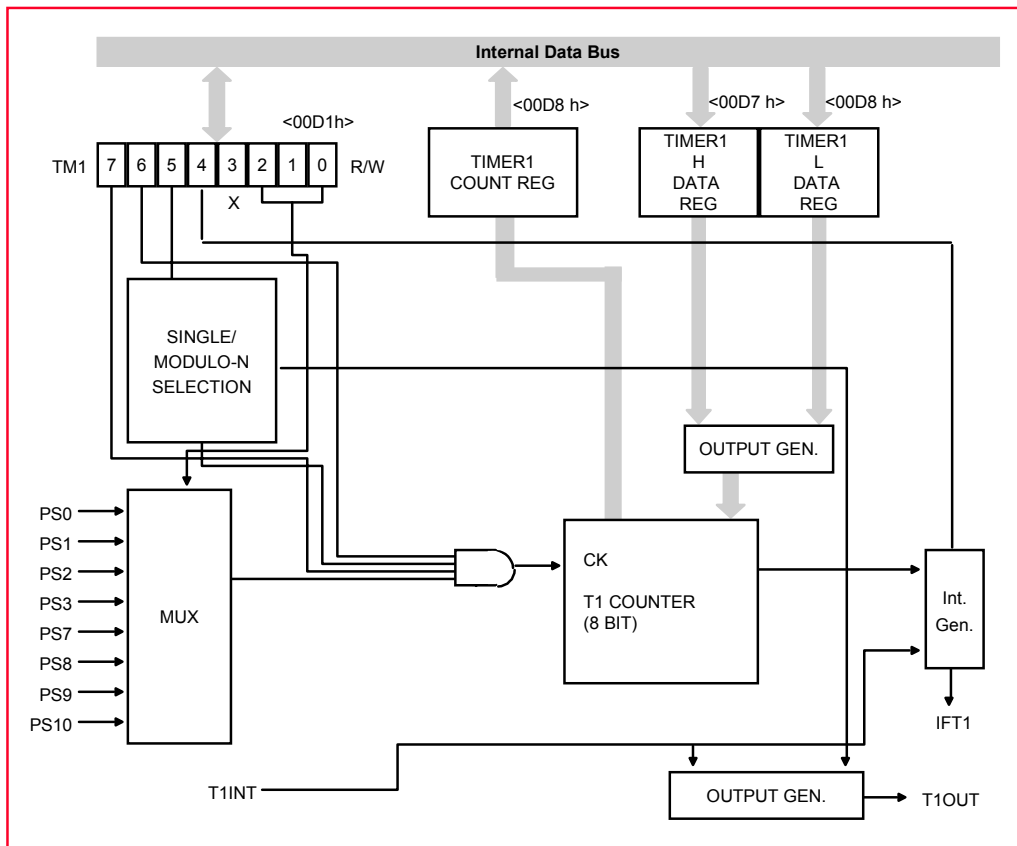 Internal Data Bus
<00D8 h>
<00D7 h>
<00D8 h>
<00D1h>
TM1 7 6 5 4 3 2 1 0 R/W
X
TIMER1
COUNT REG
TIMER1
H
DATA
REG
TIMER1
L
DATA
REG
SINGLE/
MODULO-N
SELECTION
OUTPUT GEN.
PS0
PS1
PS2
PS3
PS7
PS8
PS9
PS10
MUX
CK
T1 COUNTER
(8 BIT)
Int.
Gen.
IFT1
T1INT
OUTPUT GEN.
T1OUT